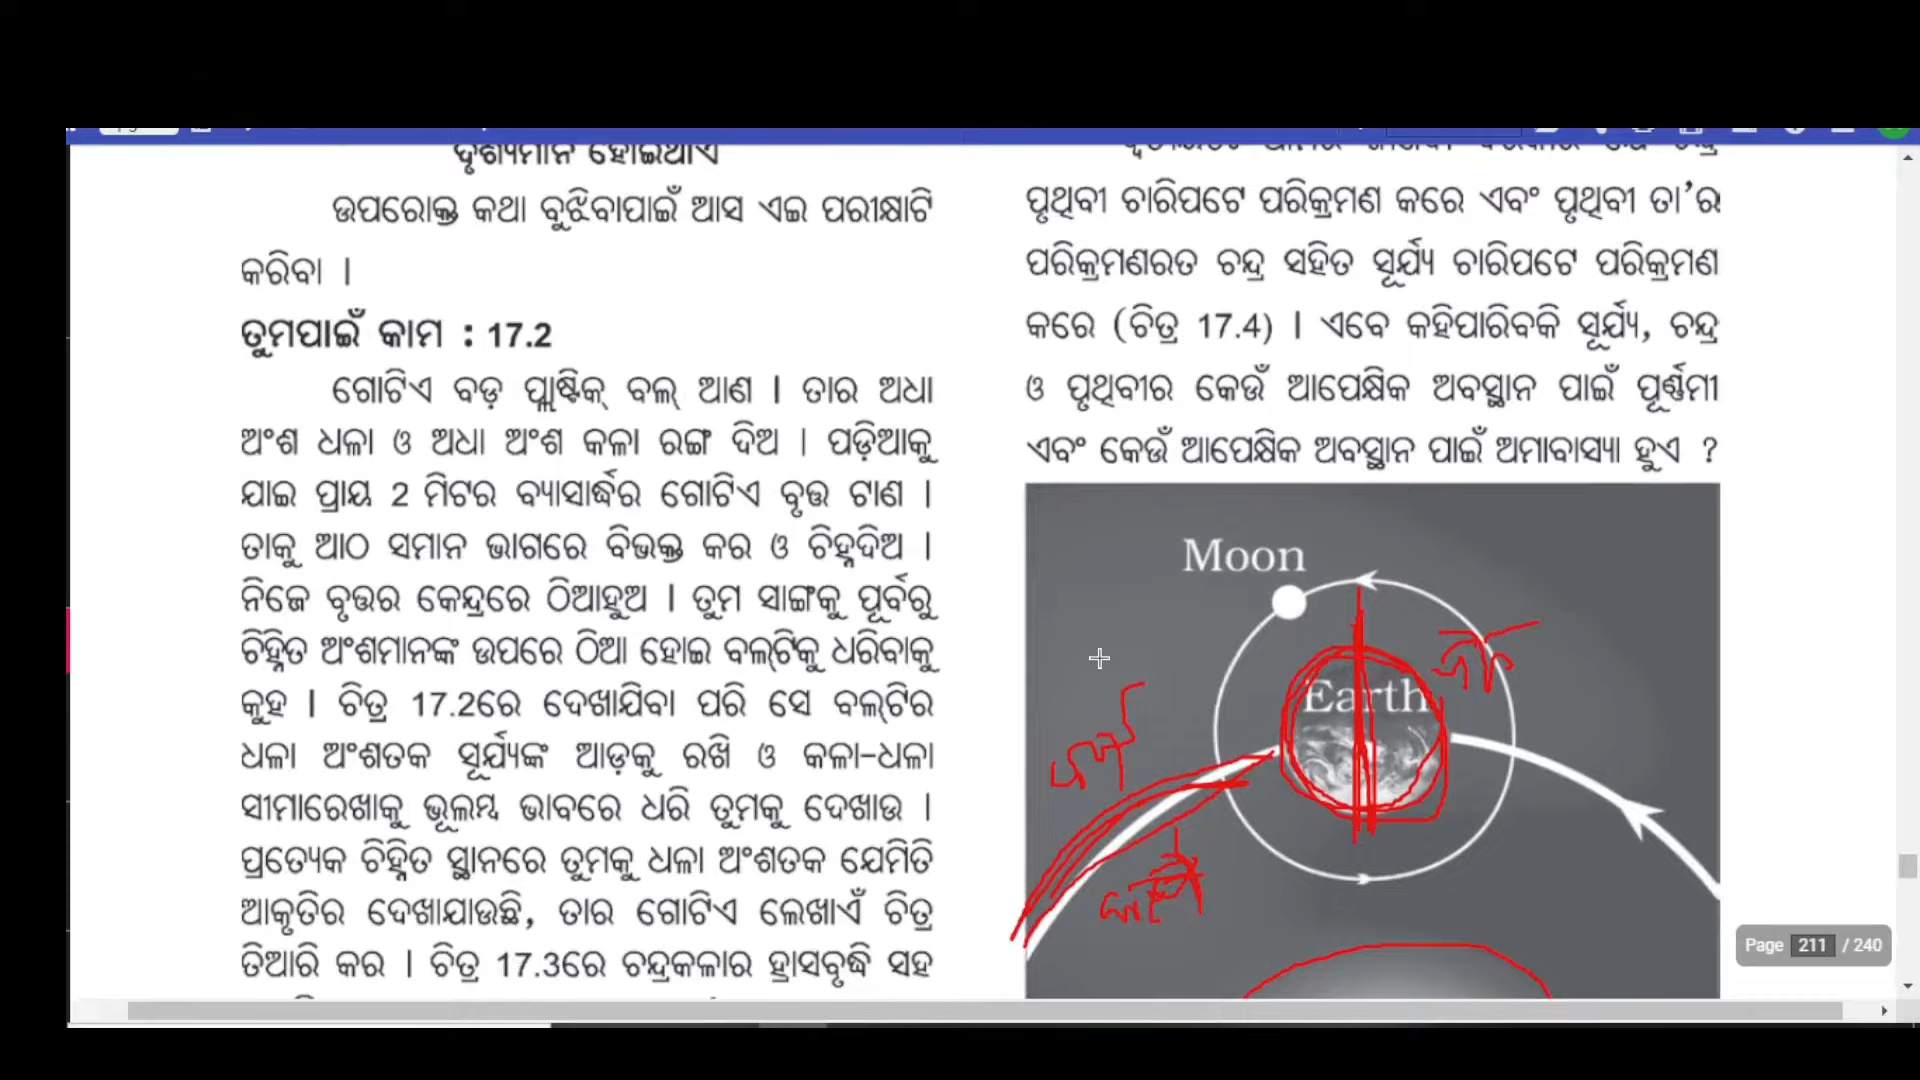 ଦୃଶ୍ୟମାନ ହୋଇଥାଏ
ଉପରୋକ୍ତ କଥା ବୁଝିବାପାଇଁ ଆସ ଏଇ ପରୀକ୍ଷାଟି
କରିବା ।
ତୁମପାଇଁ କାମ : 17.2
ଗୋଟିଏ ବଡ଼ ପ୍ଲାଷ୍ଟିକ୍ ବଲ୍ ଆଣ । ତାର ଅଧା
ଅଂଶ ଧଳା ଓ ଅଧା ଅଂଶ କଳା ରଙ୍ଗ ଦିଅ । ପଡ଼ିଆକୁ
ଯାଇ ପ୍ରାୟ 2 ମିଟର ବ୍ୟାସାର୍ଦ୍ଧର ଗୋଟିଏ ବୃତ୍ତ ଟାଣ ।
ତାକୁ ଆଠ ସମାନ ଭାଗରେ ବିଭକ୍ତ କର ଓ ଚିହ୍ନଦିଅ ।
ନିଜେ ବୃତ୍ତର କେନ୍ଦ୍ରରେ ଠିଆହୁଅ । ତୁମ ସାଙ୍ଗକୁ ପୂର୍ବରୁ
ଚିହ୍ନିତ ଅଂଶମାନଙ୍କ ଉପରେ ଠିଆ ହୋଇ ବଲ୍‌ଟିକୁ ଧରିବାକୁ
କୁହ । ଚିତ୍ର 17.2ରେ ଦେଖାଯିବା ପରି ସେ ବଲ୍‌ଟିର
ଧଳା ଅଂଶତକ ସୂର୍ଯ୍ୟଙ୍କ ଆଡ଼କୁ ରଖି ଓ କଳା-ଧଳା
ସୀମାରେଖାକୁ ଭୂଲମ୍ବ ଭାବରେ ଧରି ତୁମକୁ ଦେଖାଉ ।
ପ୍ରତ୍ୟେକ ଚିହ୍ନିତ ସ୍ଥାନରେ ତୁମକୁ ଧଳା ଅଂଶତକ ଯେମିତି
ଆକୃତିର ଦେଖାଯାଉଛି, ତାର ଗୋଟିଏ ଲେଖାଏଁ ଚିତ୍ର
ତିଆରି କର । ଚିତ୍ର 17.3ରେ ଚନ୍ଦ୍ରକଳାର ହ୍ରାସବୃଦ୍ଧି ସହ
ପୃଥିବୀ ଚାରିପଟେ ପରିକ୍ରମଣ କରେ ଏବଂ ପୃଥିବୀ ତା’ର
ପରିକ୍ରମଣରତ ଚନ୍ଦ୍ର ସହିତ ସୂର୍ଯ୍ୟ ଚାରିପଟେ ପରିକ୍ରମଣ
କରେ (ଚିତ୍ର 17.4) । ଏବେ କହିପାରିବକି ସୂର୍ଯ୍ୟ, ଚନ୍ଦ୍ର
ଓ ପୃଥିବୀର କେଉଁ ଆପେକ୍ଷିକ ଅବସ୍ଥାନ ପାଇଁ ପୂର୍ଣ୍ଣମୀ
ଏବଂ କେଉଁ ଆପେକ୍ଷିକ ଅବସ୍ଥାନ ପାଇଁ ଅମାବାସ୍ୟା ହୁଏ ?
Moon
Earth
Page 211 / 240